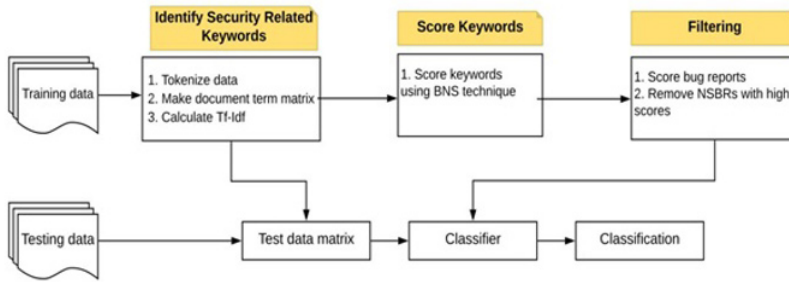 Identify Security Related
Keywords
Score Keywords
Filtering
Training data
1. Tokenize data
2. Make document term matrix
3. Calculate Tf-Idf
1. Score keywords
using BNS technique
1. Score bug reports
2. Remove NSBRs with high
scores
Testing data
Test data matrix
Classifier
Classification